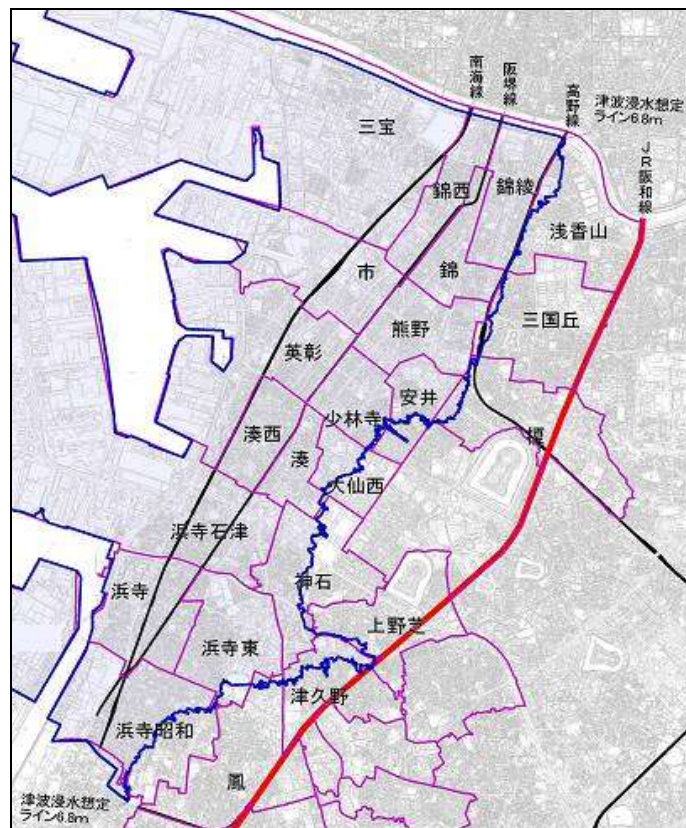 南海線
阪堺線
高野線
津波浸水想定
ライン6.8m
JR阪和線
三宝
錦西
錦綾
浅香山
市
錦
三国丘
熊野
英彰
安井
少林寺
湊西
湊
榎
大仙西
浜寺石津
神石
浜寺
上野芝
浜寺東
津久野
浜寺昭和
鳳
津波浸水想定
ライン6.8m